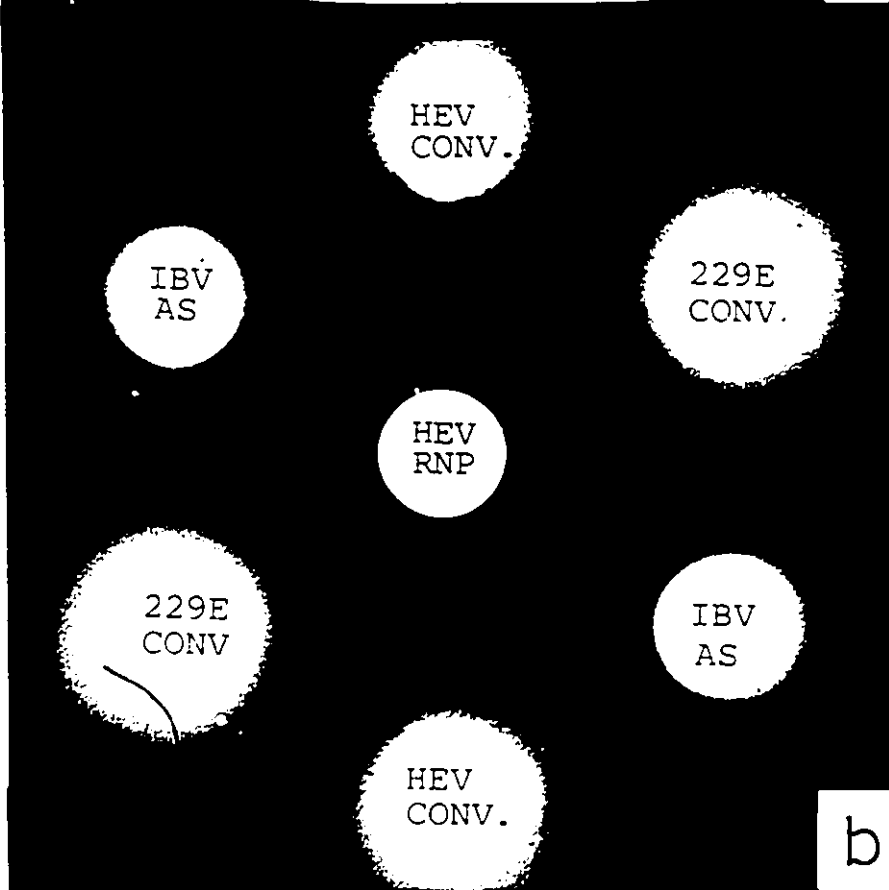 HEV
CONV.
IBV
AS
229E
CONV.
HEV
RNP
229E
CONV
IBV
AS
HEV
CONV.
b